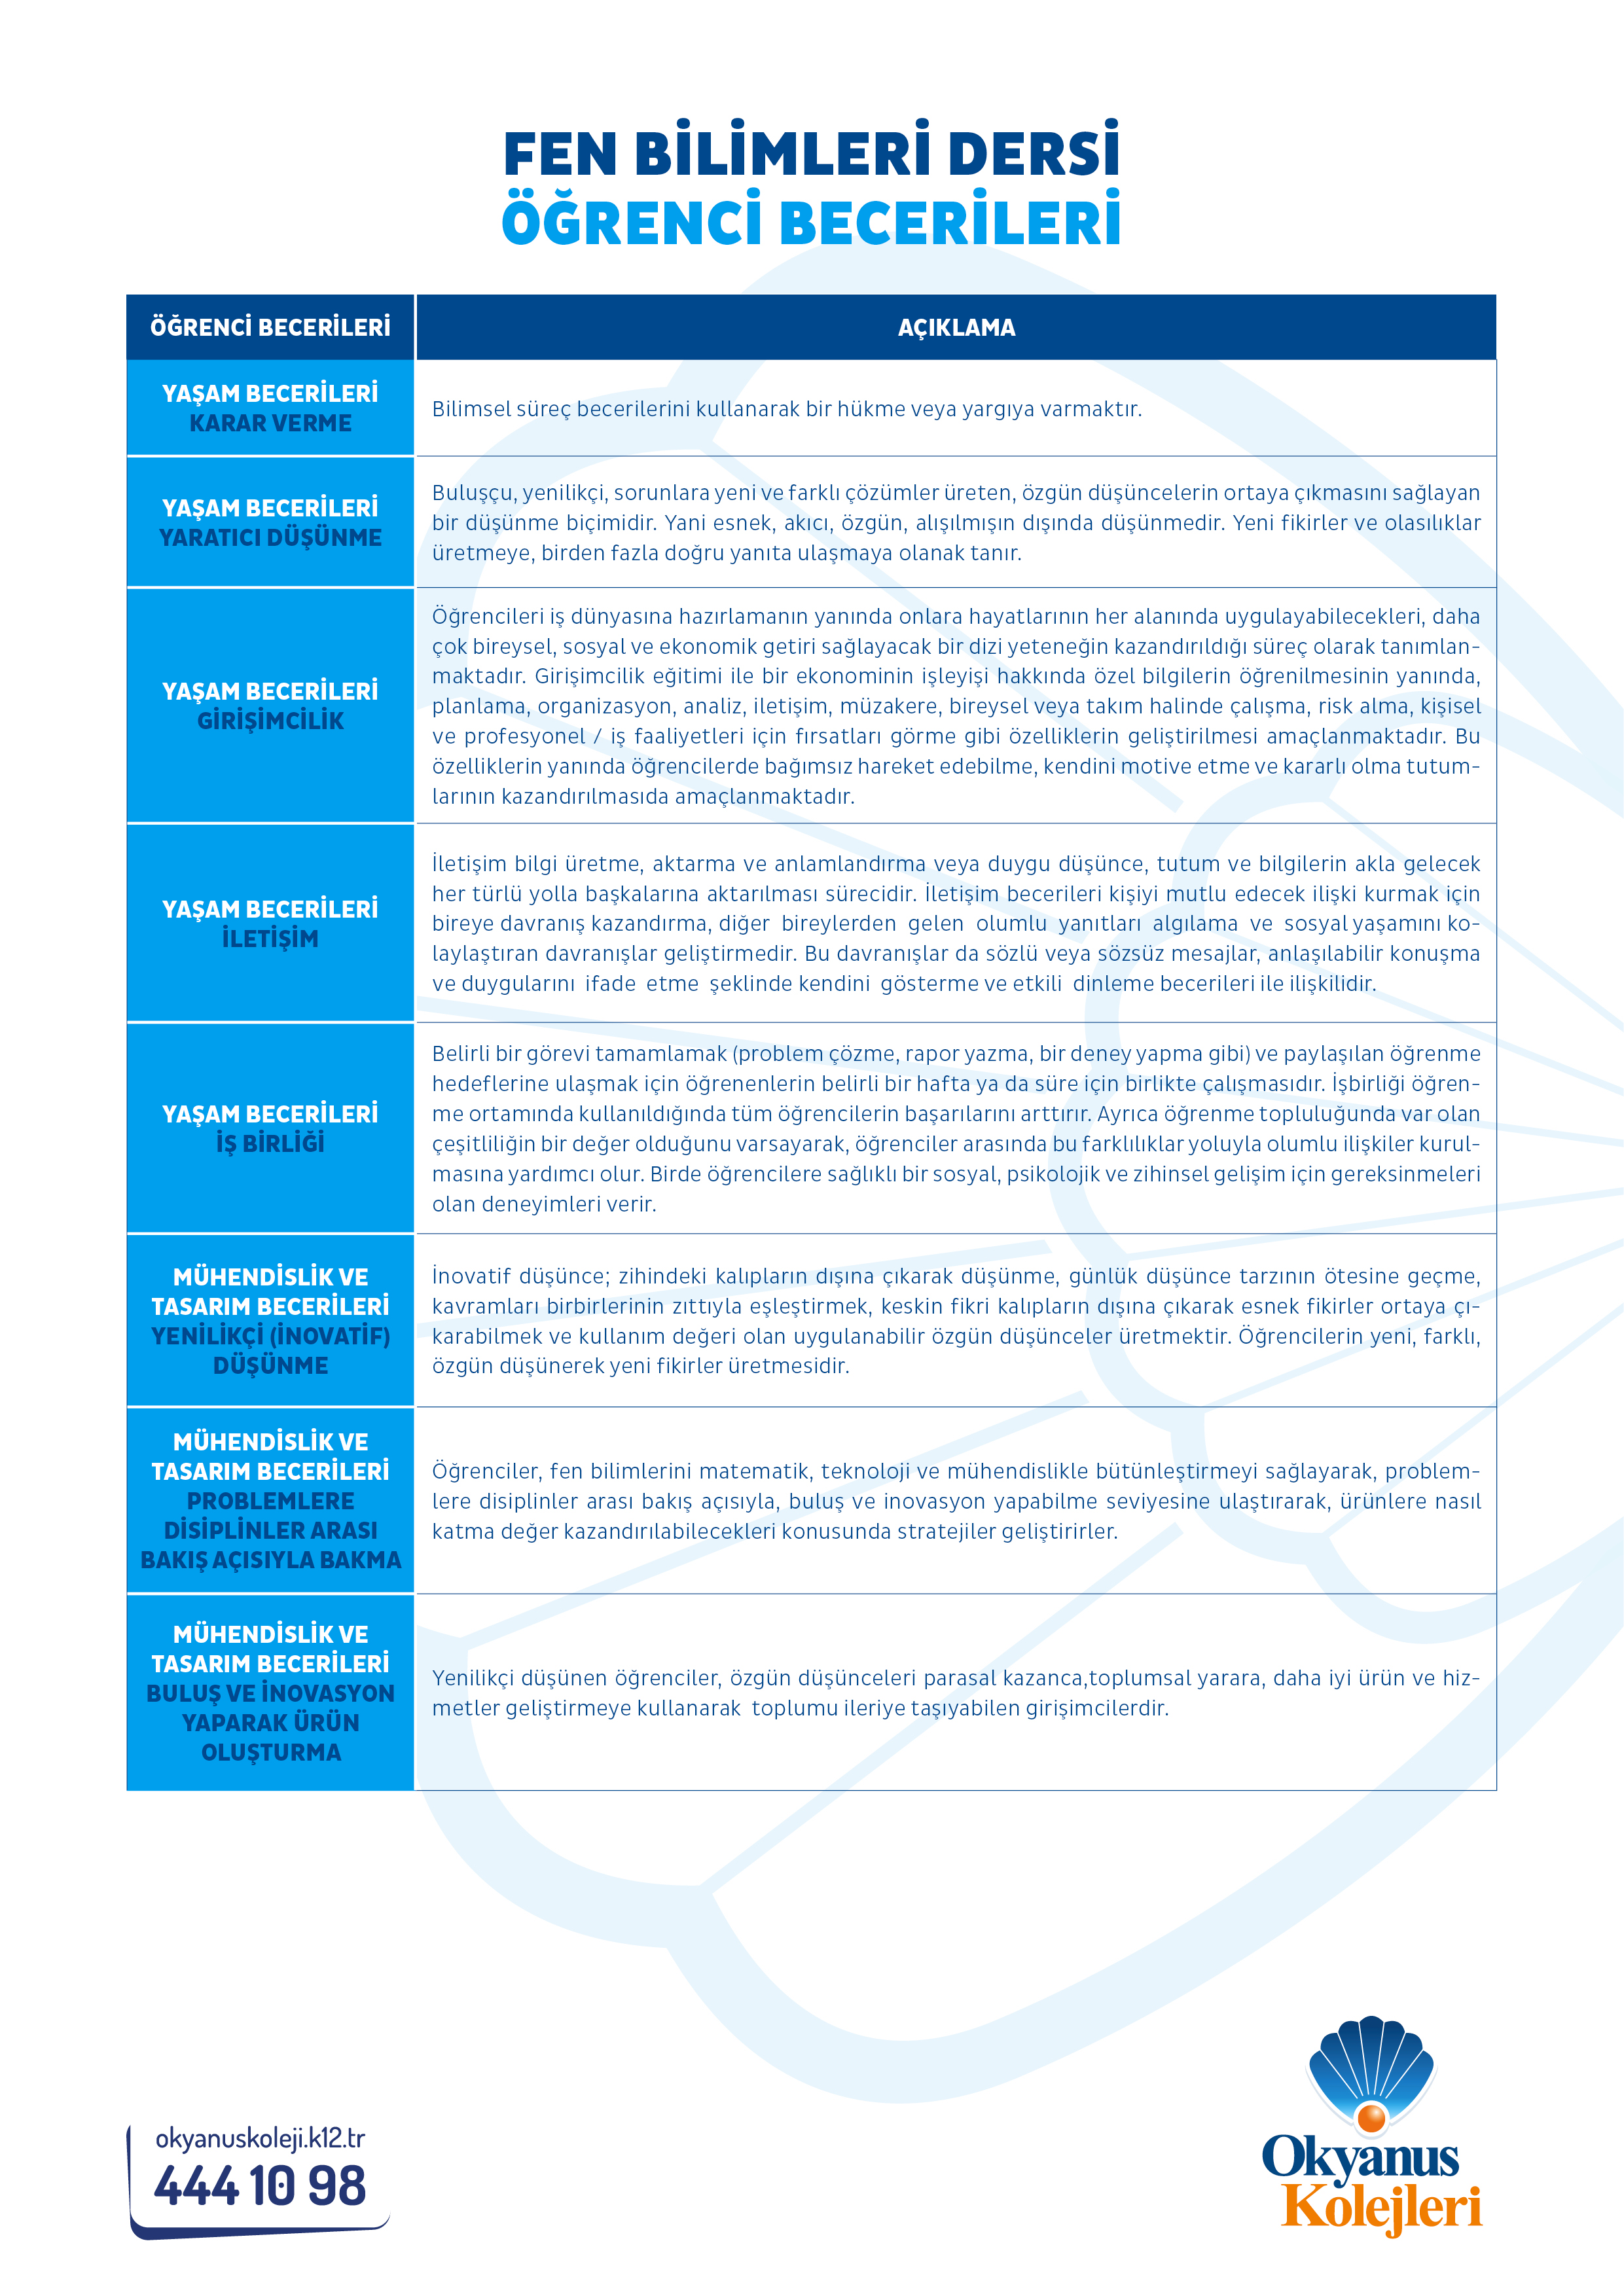 FEN BİLİMLERİ DERSİ
ÖĞRENCİ BECERİLERİ
ÖĞRENCİ BECERİLERİ
AÇIKLAMA
YAŞAM BECERİLERİ
KARAR VERME
Bilimsel süreç becerilerini kullanarak bir hükme veya yargıya varmaktır.
YAŞAM BECERİLERİ
YARATICI DÜŞÜNME
Buluşçu, yenilikçi, sorunlara yeni ve farklı çözümler üreten, özgün düşüncelerin ortaya çıkmasını sağlayan
bir düşünme biçimidir. Yani esnek, akıcı, özgün, alışılmışın dışında düşünmedir. Yeni fikirler ve olasılıklar
üretmeye, birden fazla doğru yanıta ulaşmaya olanak tanır.
YAŞAM BECERİLERİ
GİRİŞİMCİLİK
Öğrencileri iş dünyasına hazırlamanın yanında onlara hayatlarının her alanında uygulayabilecekleri, daha
çok bireysel, sosyal ve ekonomik getiri sağlayacak bir dizi yeteneğin kazandırıldığı süreç olarak tanımlan-
maktadır. Girişimcilik eğitimi ile bir ekonominin işleyişi hakkında özel bilgilerin öğrenilmesinin yanında,
planlama, organizasyon, analiz, iletişim, müzakere, bireysel veya takım halinde çalışma, risk alma, kişisel
ve profesyonel / iş faaliyetleri için fırsatları görme gibi özelliklerin geliştirilmesi amaçlanmaktadır. Bu
özelliklerin yanında öğrencilerde bağımsız hareket edebilme, kendini motive etme ve kararlı olma tutum-
larının kazandırılmasıda amaçlanmaktadır.
YAŞAM BECERİLERİ
İLETİŞİM
İletişim bilgi üretme, aktarma ve anlamlandırma veya duygu düşünce, tutum ve bilgilerin akla gelecek
her türlü yolla başkalarına aktarılması sürecidir. İletişim becerileri kişiyi mutlu edecek ilişki kurmak için
bireye davranış kazandırma, diğer bireylerden gelen olumlu yanıtları algılama ve sosyal yaşamını ko-
laylaştıran davranışlar geliştirmedir. Bu davranışlar da sözlü veya sözsüz mesajlar, anlaşılabilir konuşma
ve duygularını ifade etme şeklinde kendini gösterme ve etkili dinleme becerileri ile ilişkilidir.
YAŞAM BECERİLERİ
İŞ BİRLİĞİ
Belirli bir görevi tamamlamak (problem çözme, rapor yazma, bir deney yapma gibi) ve paylaşılan öğrenme
hedeflerine ulaşmak için öğrenenlerin belirli bir hafta ya da süre için birlikte çalışmasıdır. İşbirliği öğren-
me ortamında kullanıldığında tüm öğrencilerin başarılarını arttırır. Ayrıca öğrenme topluluğunda var olan
çeşitliliğin bir değer olduğunu varsayarak, öğrenciler arasında bu farklılıklar yoluyla olumlu ilişkiler kurul-
masına yardımcı olur. Birde öğrencilere sağlıklı bir sosyal, psikolojik ve zihinsel gelişim için gereksinmeleri
olan deneyimleri verir.
MÜHENDİSLİK VE
TASARIM BECERİLERİ
YENİLİKÇİ (İNOVATİF)
DÜŞÜNME
İnovatif düşünce; zihindeki kalıpların dışına çıkarak düşünme, günlük düşünce tarzının ötesine geçme,
kavramları birbirlerinin zıttıyla eşleştirmek, keskin fikri kalıpların dışına çıkarak esnek fikirler ortaya çı-
karabilmek ve kullanım değeri olan uygulanabilir özgün düşünceler üretmektir. Öğrencilerin yeni, farklı,
özgün düşünerek yeni fikirler üretmesidir.
MÜHENDİSLİK VE
TASARIM BECERİLERİ
PROBLEMLERE
DİSİPLİNLER ARASI
BAKIŞ AÇISIYLA BAKMA
Öğrenciler, fen bilimlerini matematik, teknoloji ve mühendislikle bütünleştirmeyi sağlayarak, problem-
lere disiplinler arası bakış açısıyla, buluş ve inovasyon yapabilme seviyesine ulaştırarak, ürünlere nasıl
katma değer kazandırılabilecekleri konusunda stratejiler geliştirirler.
MÜHENDİSLİK VE
TASARIM BECERİLERİ
BULUŞ VE İNOVASYON
YAPARAK ÜRÜN
OLUŞTURMA
Yenilikçi düşünen öğrenciler, özgün düşünceleri parasal kazanca,toplumsal yarara, daha iyi ürün ve hiz-
metler geliştirmeye kullanarak toplumu ileriye taşıyabilen girişimcilerdir.
okyanuskoleji.k12.tr
444 10 98
Okyanus
Kolejleri